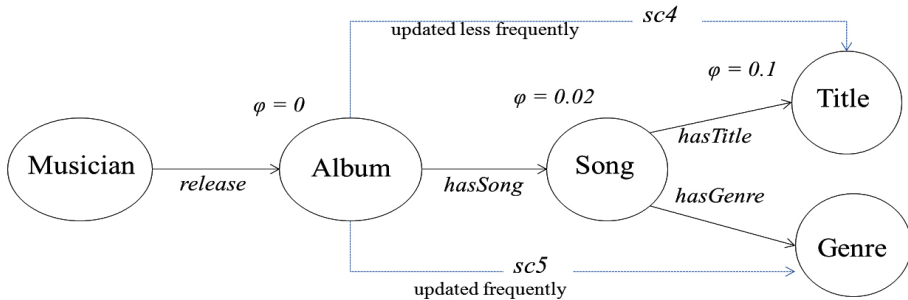 sc4
updated less frequently
φ = 0
φ = 0.02
φ = 0.1
Title
hasTitle
Musician
release
Album
hasSong
Song
hasGenre
Genre
sc5
updated frequently